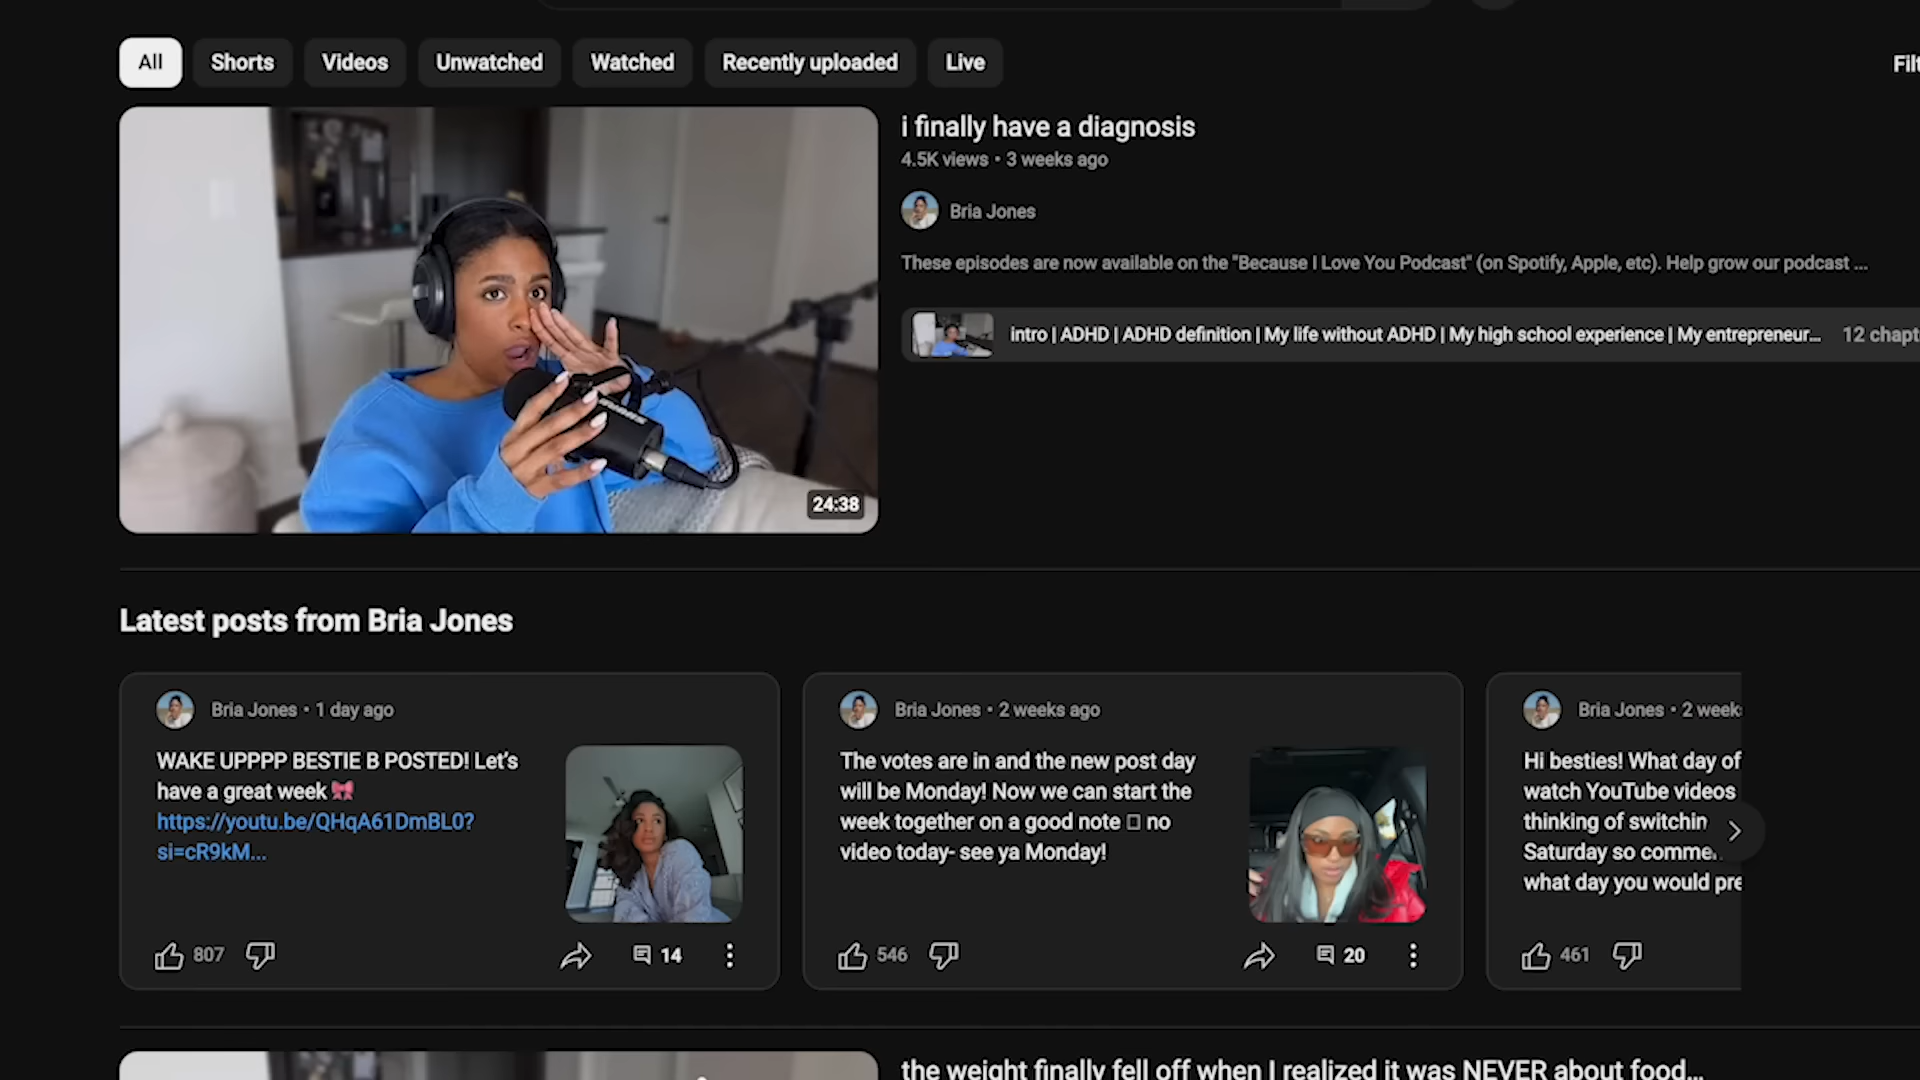 All
Shorts
Videos
Unwatched
Watched
Recently uploaded
Live
Filt
i finally have a diagnosis
4.5K views • 3 weeks ago
Bria Jones
These episodes are now available on the "Because I Love You Podcast" (on Spotify, Apple, etc). Help grow our podcast ...
intro | ADHD | ADHD definition | My life without ADHD | My high school experience | My entrepreneur...
12 chapt
24:38
Latest posts from Bria Jones
Bria Jones • 1 day ago
WAKE UPPPP BESTIE B POSTED! Let's
have a great week 🎀
https://youtu.be/QHqA61DmBL0?
si=cR9kM...
807
14
Bria Jones • 2 weeks ago
The votes are in and the new post day
will be Monday! Now we can start the
week together on a good note no
video today- see ya Monday!
546
20
Bria Jones • 2 week
Hi besties! What day of
watch YouTube videos
thinking of switchin
Saturday so comme
what day you would pre
461
the weight finally fell off when I realized it was NEVER about food...